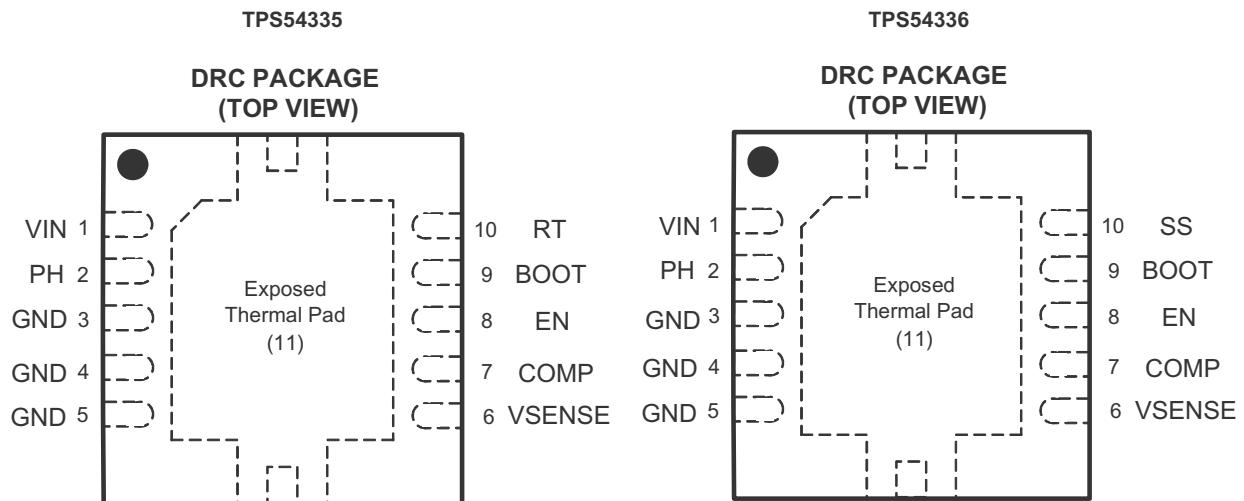 TPS54335
DRC PACKAGE
(TOP VIEW)
VIN 1
PH 2
GND 3
GND 4
GND 5
Exposed
Thermal Pad
(11)
10 RT
9 BOOT
8 EN
7 COMP
6 VSENSE
TPS54336
DRC PACKAGE
(TOP VIEW)
VIN 1
PH 2
GND 3
GND 4
GND 5
Exposed
Thermal Pad
(11)
10 SS
9 BOOT
8 EN
7 COMP
6 VSENSE